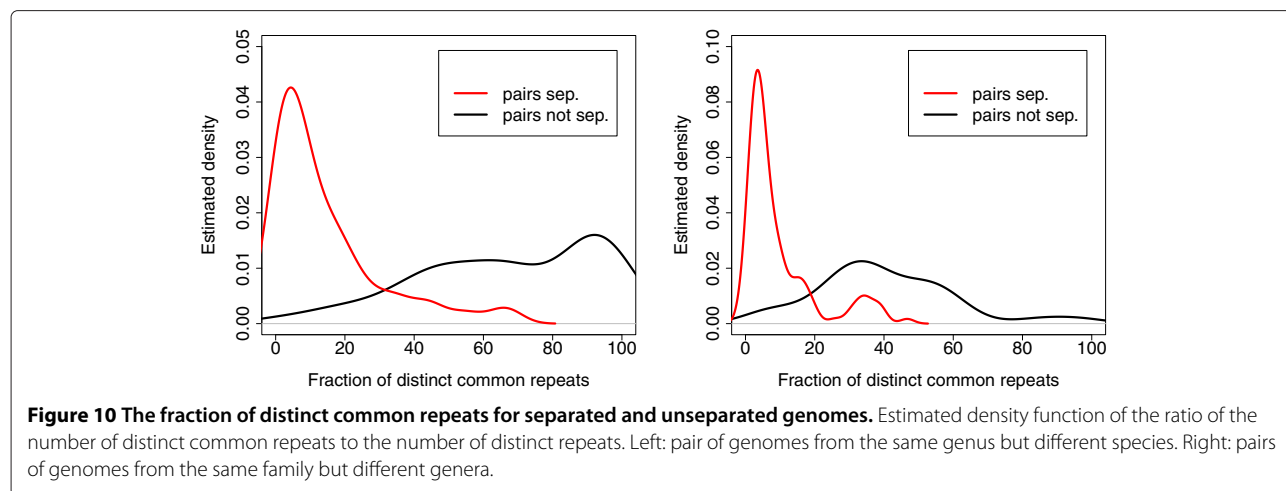 0.05
0.04
0.03
0.02
0.01
0.00
Estimated density
pairs sep.
pairs not sep.
0 20 40 60 80 100
Fraction of distinct common repeats
0.10
0.08
0.06
0.04
0.02
0.00
Estimated density
pairs sep.
pairs not sep.
0 20 40 60 80 100
Fraction of distinct common repeats
Figure 10 The fraction of distinct common repeats for separated and unseparated genomes. Estimated density function of the ratio of the
number of distinct common repeats to the number of distinct repeats. Left: pair of genomes from the same genus but different species. Right: pairs
of genomes from the same family but different genera.